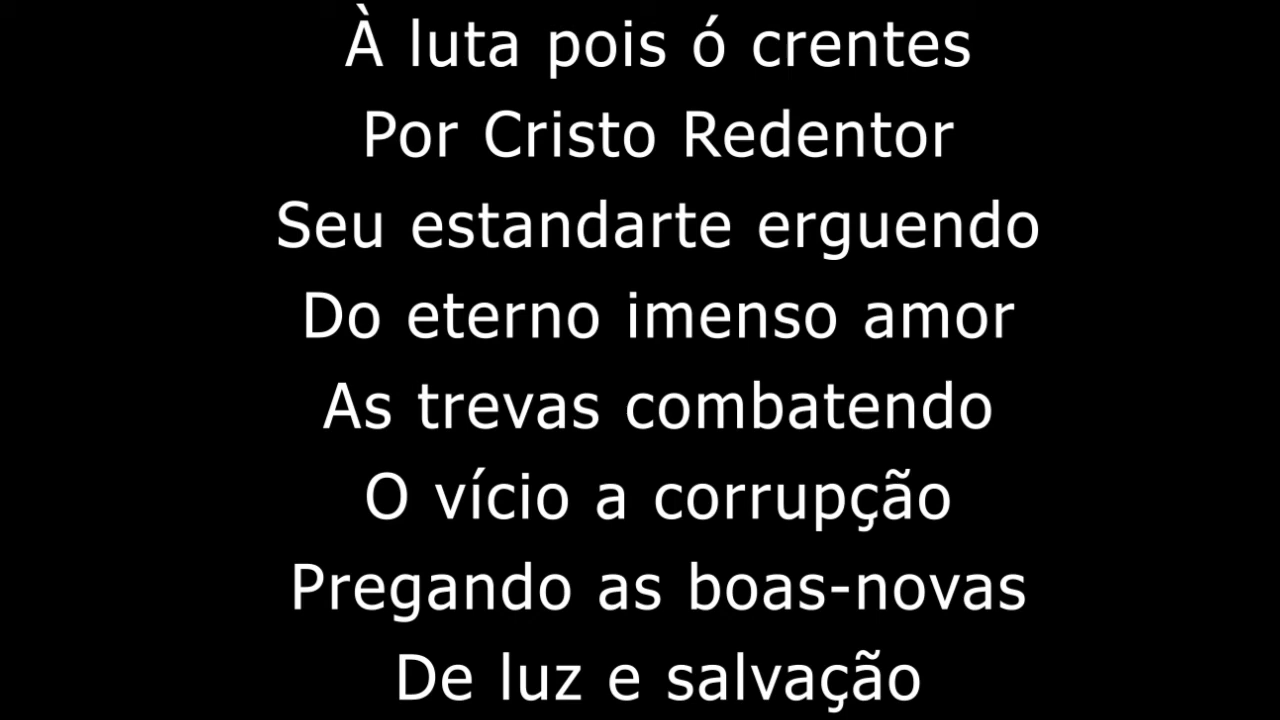 À luta pois ó crentes
Por Cristo Redentor
Seu estandarte erguendo
Do eterno imenso amor
As trevas combatendo
O vício a corrupção
Pregando as boas-novas
De luz e salvação